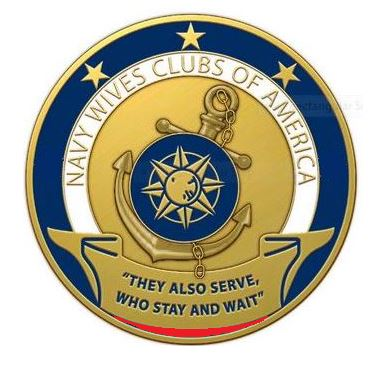 NAVY WIVES CLUBS OF AMERICA
"THEY ALSO SERVE,
WHO STAY AND WAIT"